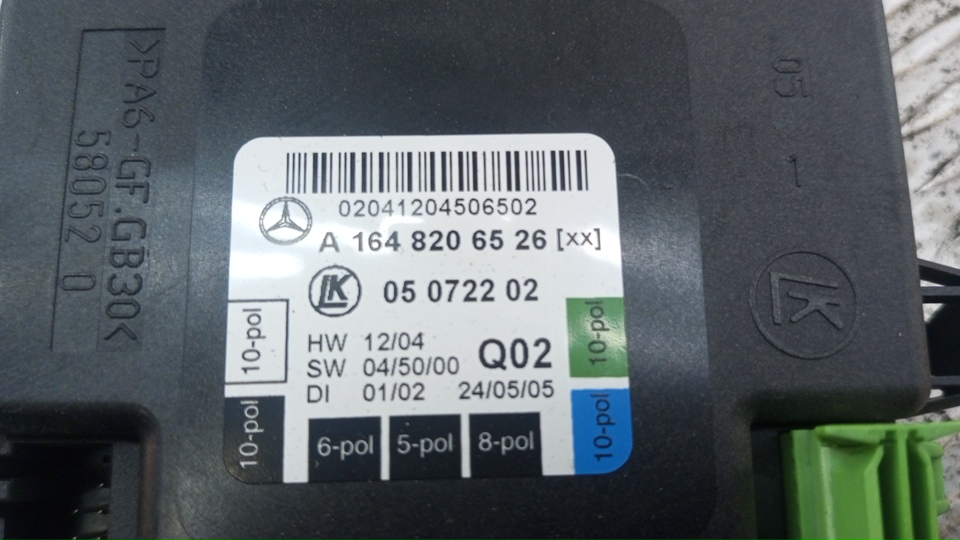 >PA6-GF.GB30<
58052 0
05
1
02041204506502
A 164 820 65 26 [xx]
LK
05 0722 02
HW 12/04
SW 04/50/00
DI 01/02
Q02
24/05/05
10-pol
10-pol
6-pol
5-pol
8-pol
10-pol
10-pol
LK